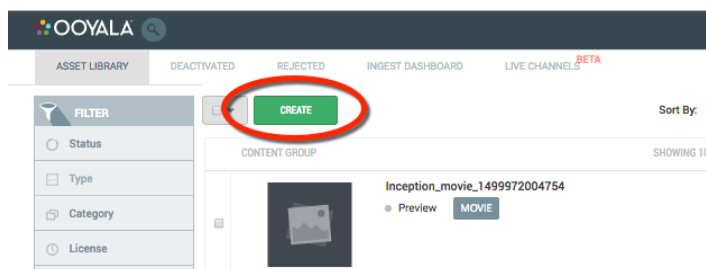 OOYALA
ASSET LIBRARY DEACTIVATED REJECTED INGEST DASHBOARD LIVE CHANNELS BETA
FILTER CREATE Sort By:
Status CONTENT GROUP SHOWING 10
Type Inception_movie_1499972004754
Category Preview MOVIE
License